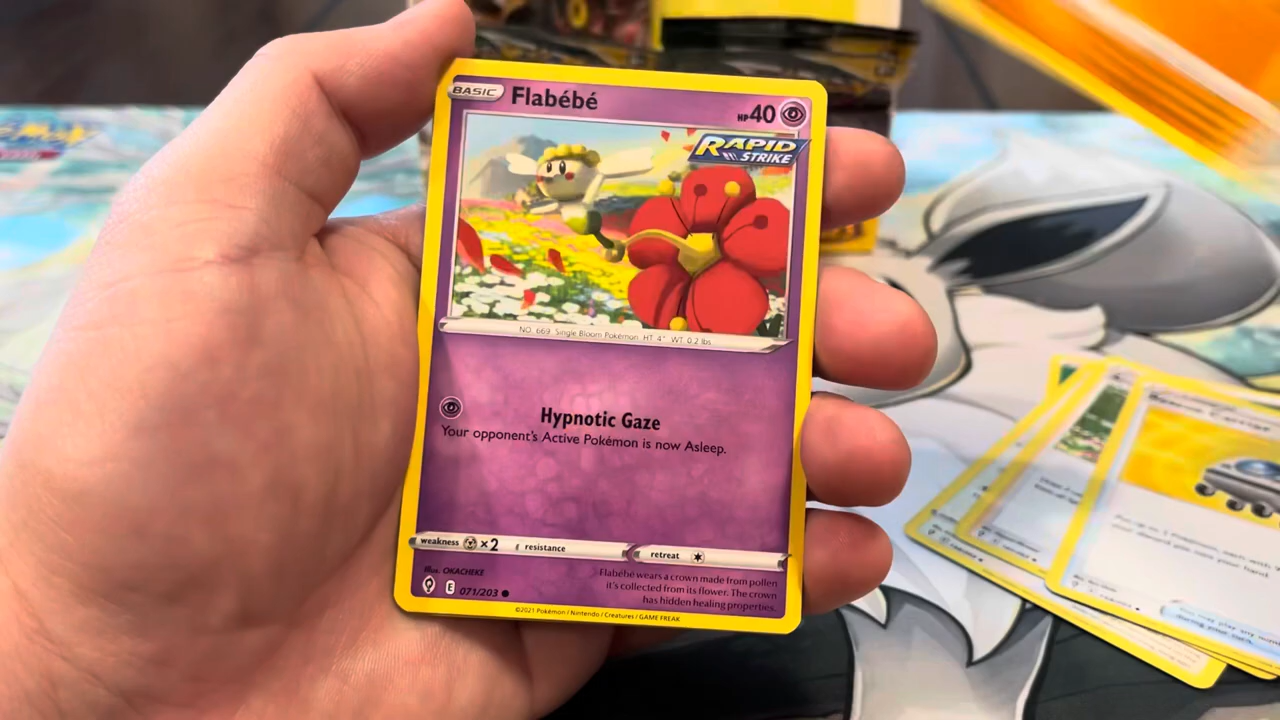 BASIC Flabébé HP 40
RAPID
STRIKE
NO. 669 Single Bloom Pokémon HT 4" WT 0.2 lbs
Hypnotic Gaze
Your opponent's Active Pokémon is now Asleep.
weakness ×2 resistance retreat
Illus. OKACHEKE
Flabébé wears a crown made from pollen
it's collected from its flower. The crown
has hidden healing properties.
E 071/203
©2021 Pokémon / Nintendo / Creatures / GAME FREAK